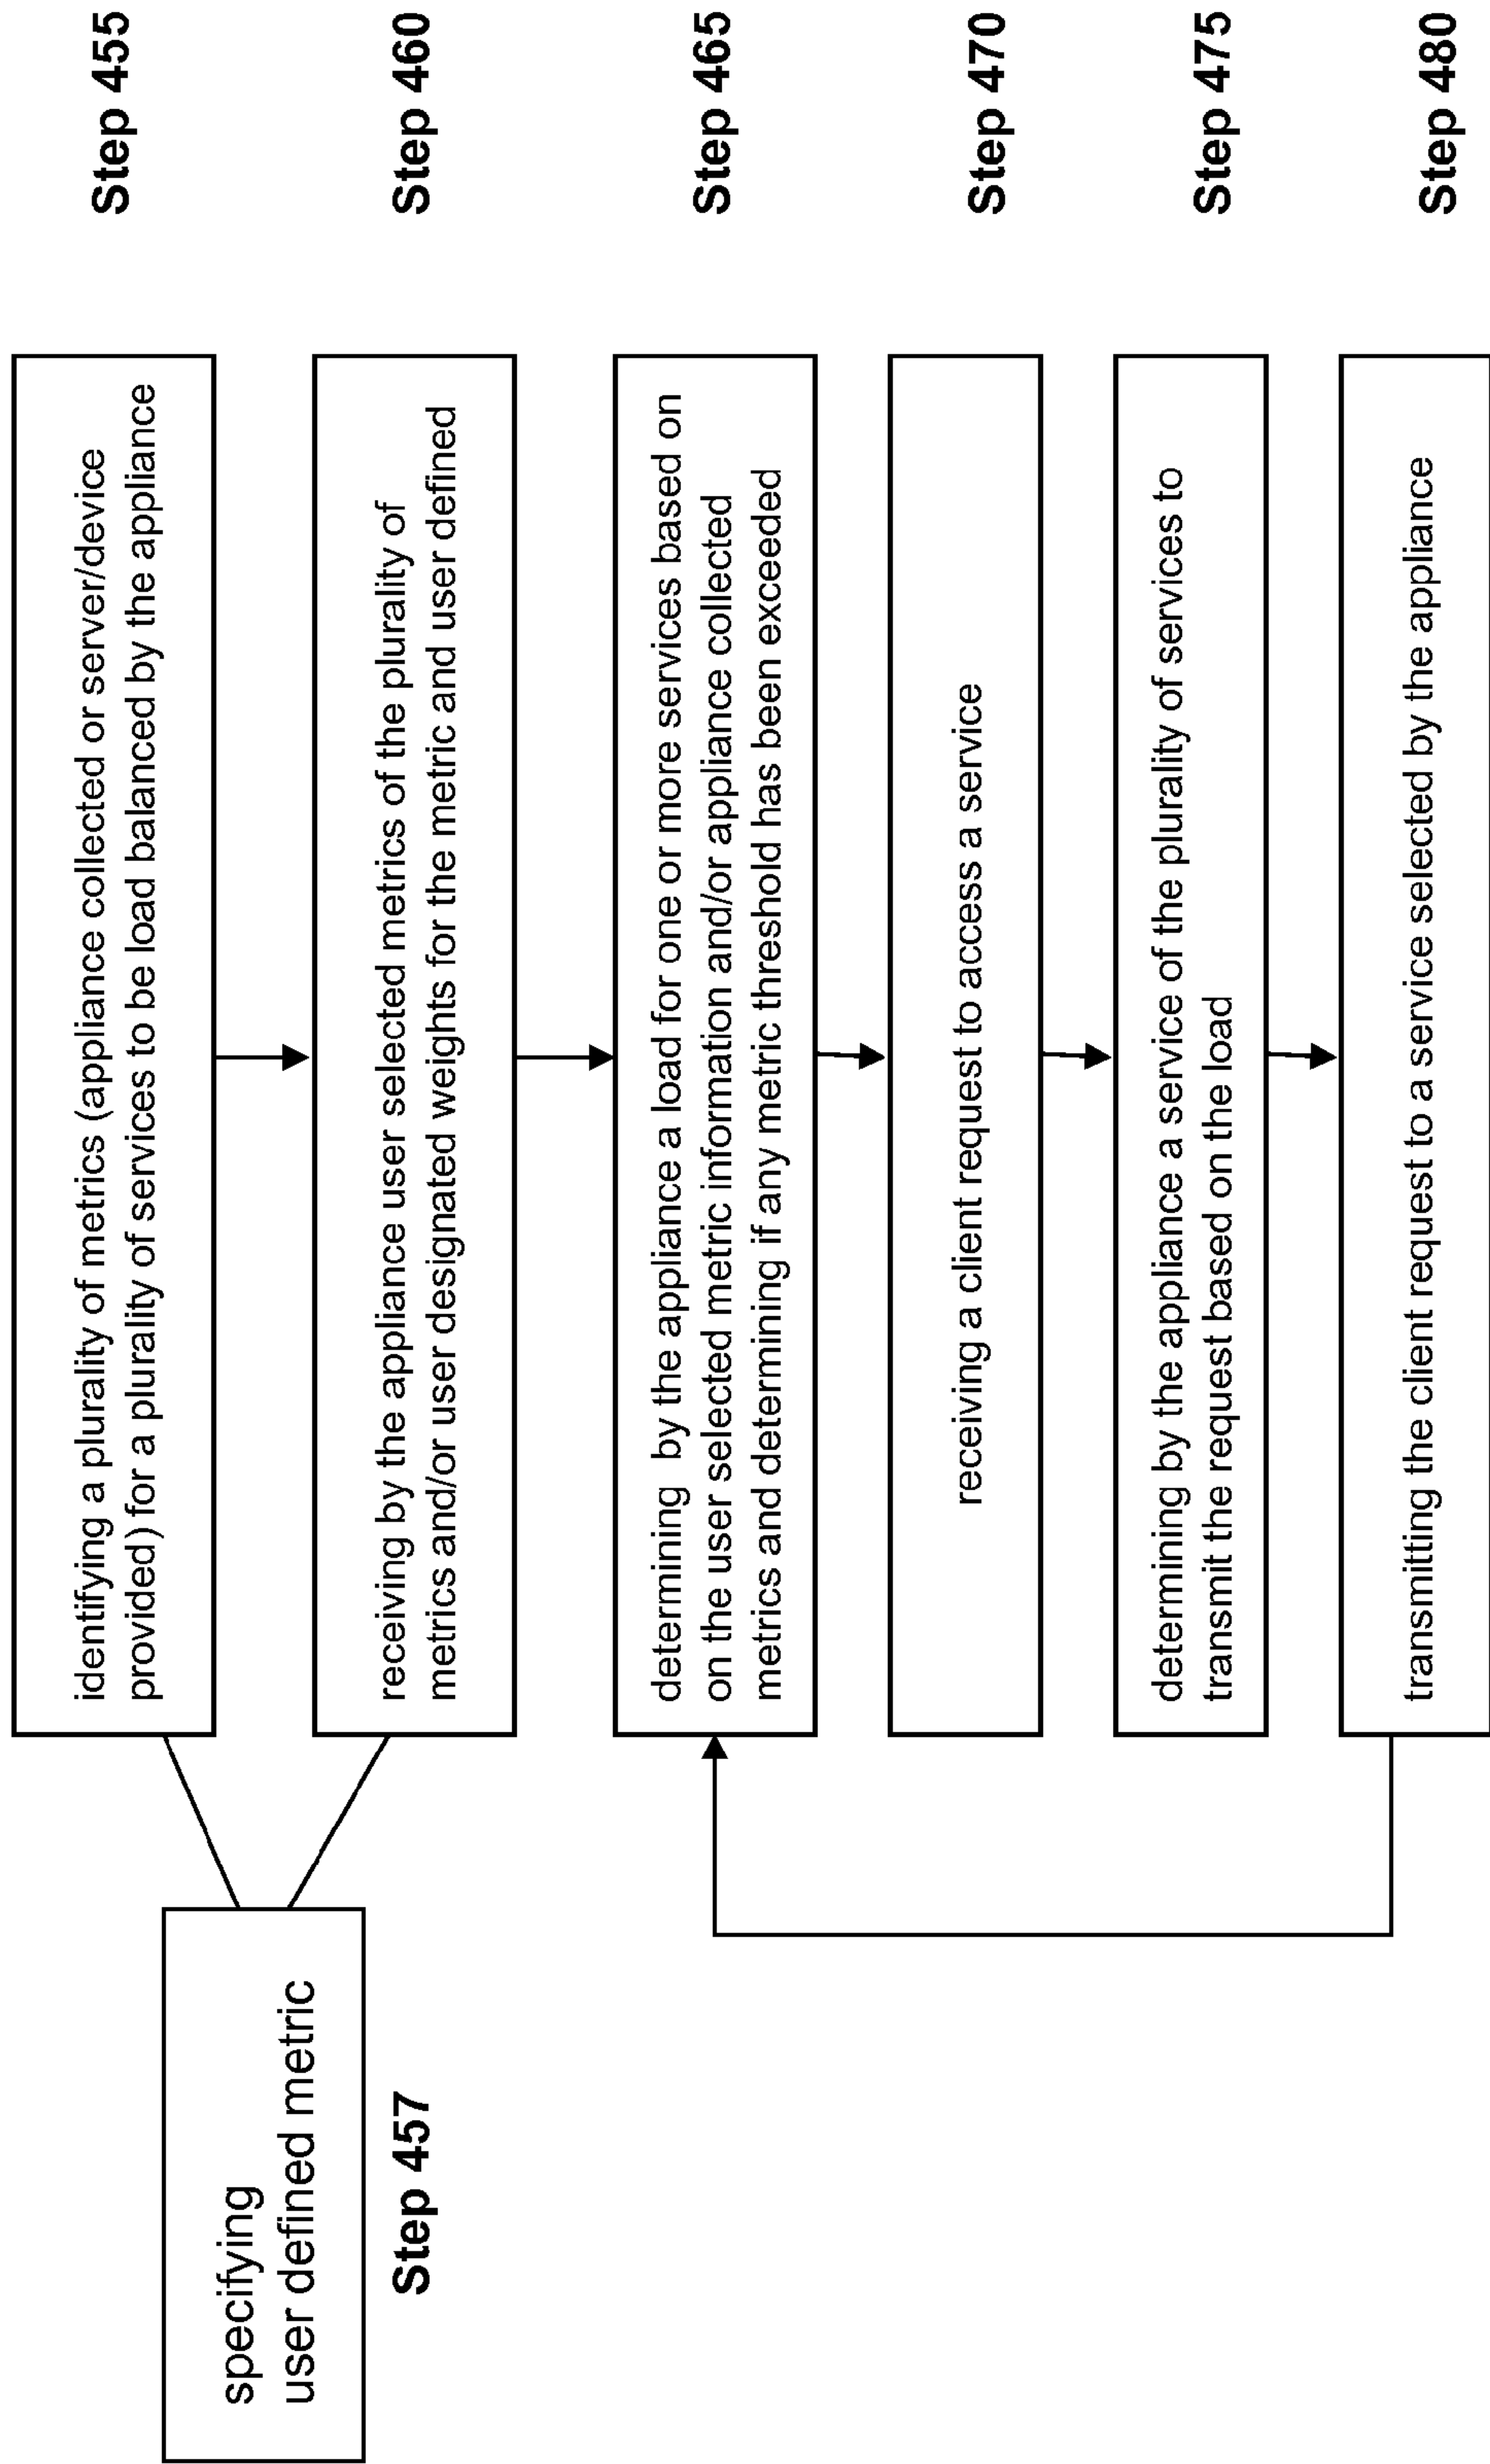 identifying a plurality of metrics (appliance collected or server/device
provided) for a plurality of services to be load balanced by the appliance
Step 455
specifying
user defined metric
Step 457
receiving by the appliance user selected metrics of the plurality of
metrics and/or user designated weights for the metric and user defined
Step 460
determining by the appliance a load for one or more services based on
on the user selected metric information and/or appliance collected
metrics and determining if any metric threshold has been exceeded
Step 465
receiving a client request to access a service
Step 470
determining by the appliance a service of the plurality of services to
transmit the request based on the load
Step 475
transmitting the client request to a service selected by the appliance
Step 480